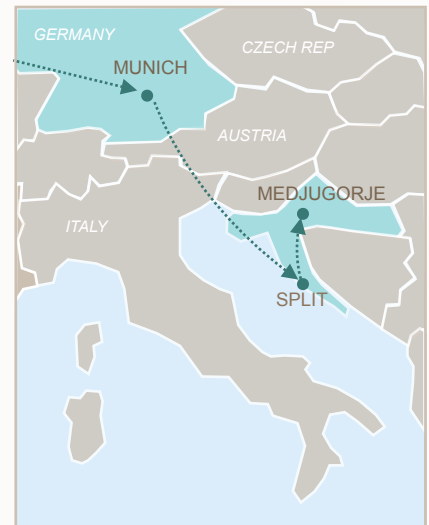 GERMANY
CZECH REP
MUNICH
AUSTRIA
MEDJUGORJE
ITALY
SPLIT